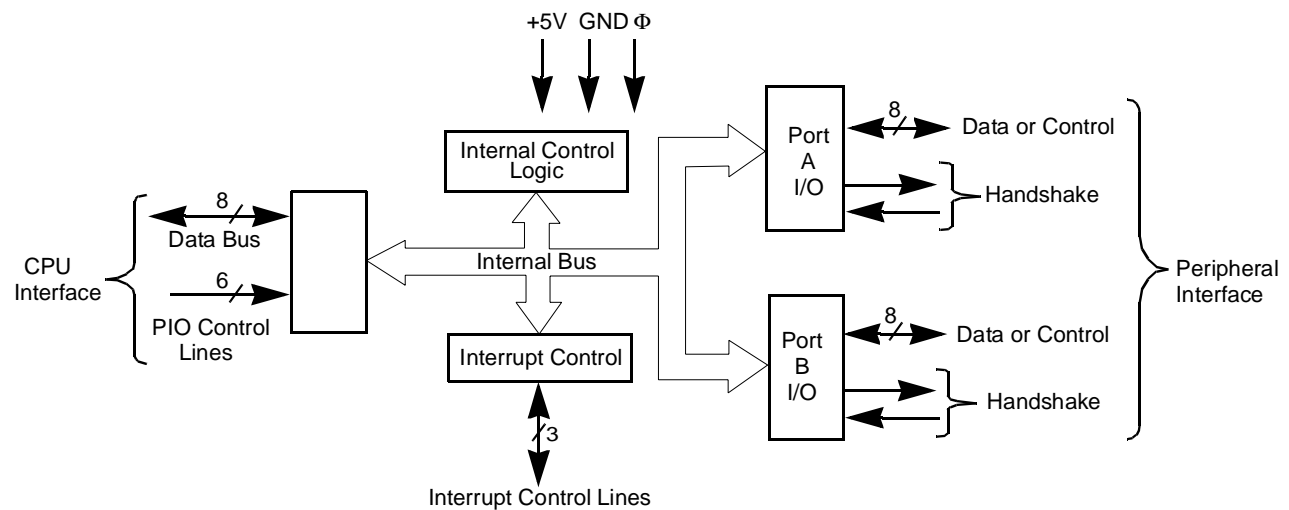 +5V GND Φ
Internal Control
Logic
8
Data Bus
CPU
Interface
6
PIO Control
Lines
Internal Bus
Interrupt Control
3
Interrupt Control Lines
Port
A
I/O
8
Data or Control
Handshake
Port
B
I/O
8
Data or Control
Handshake
Peripheral
Interface